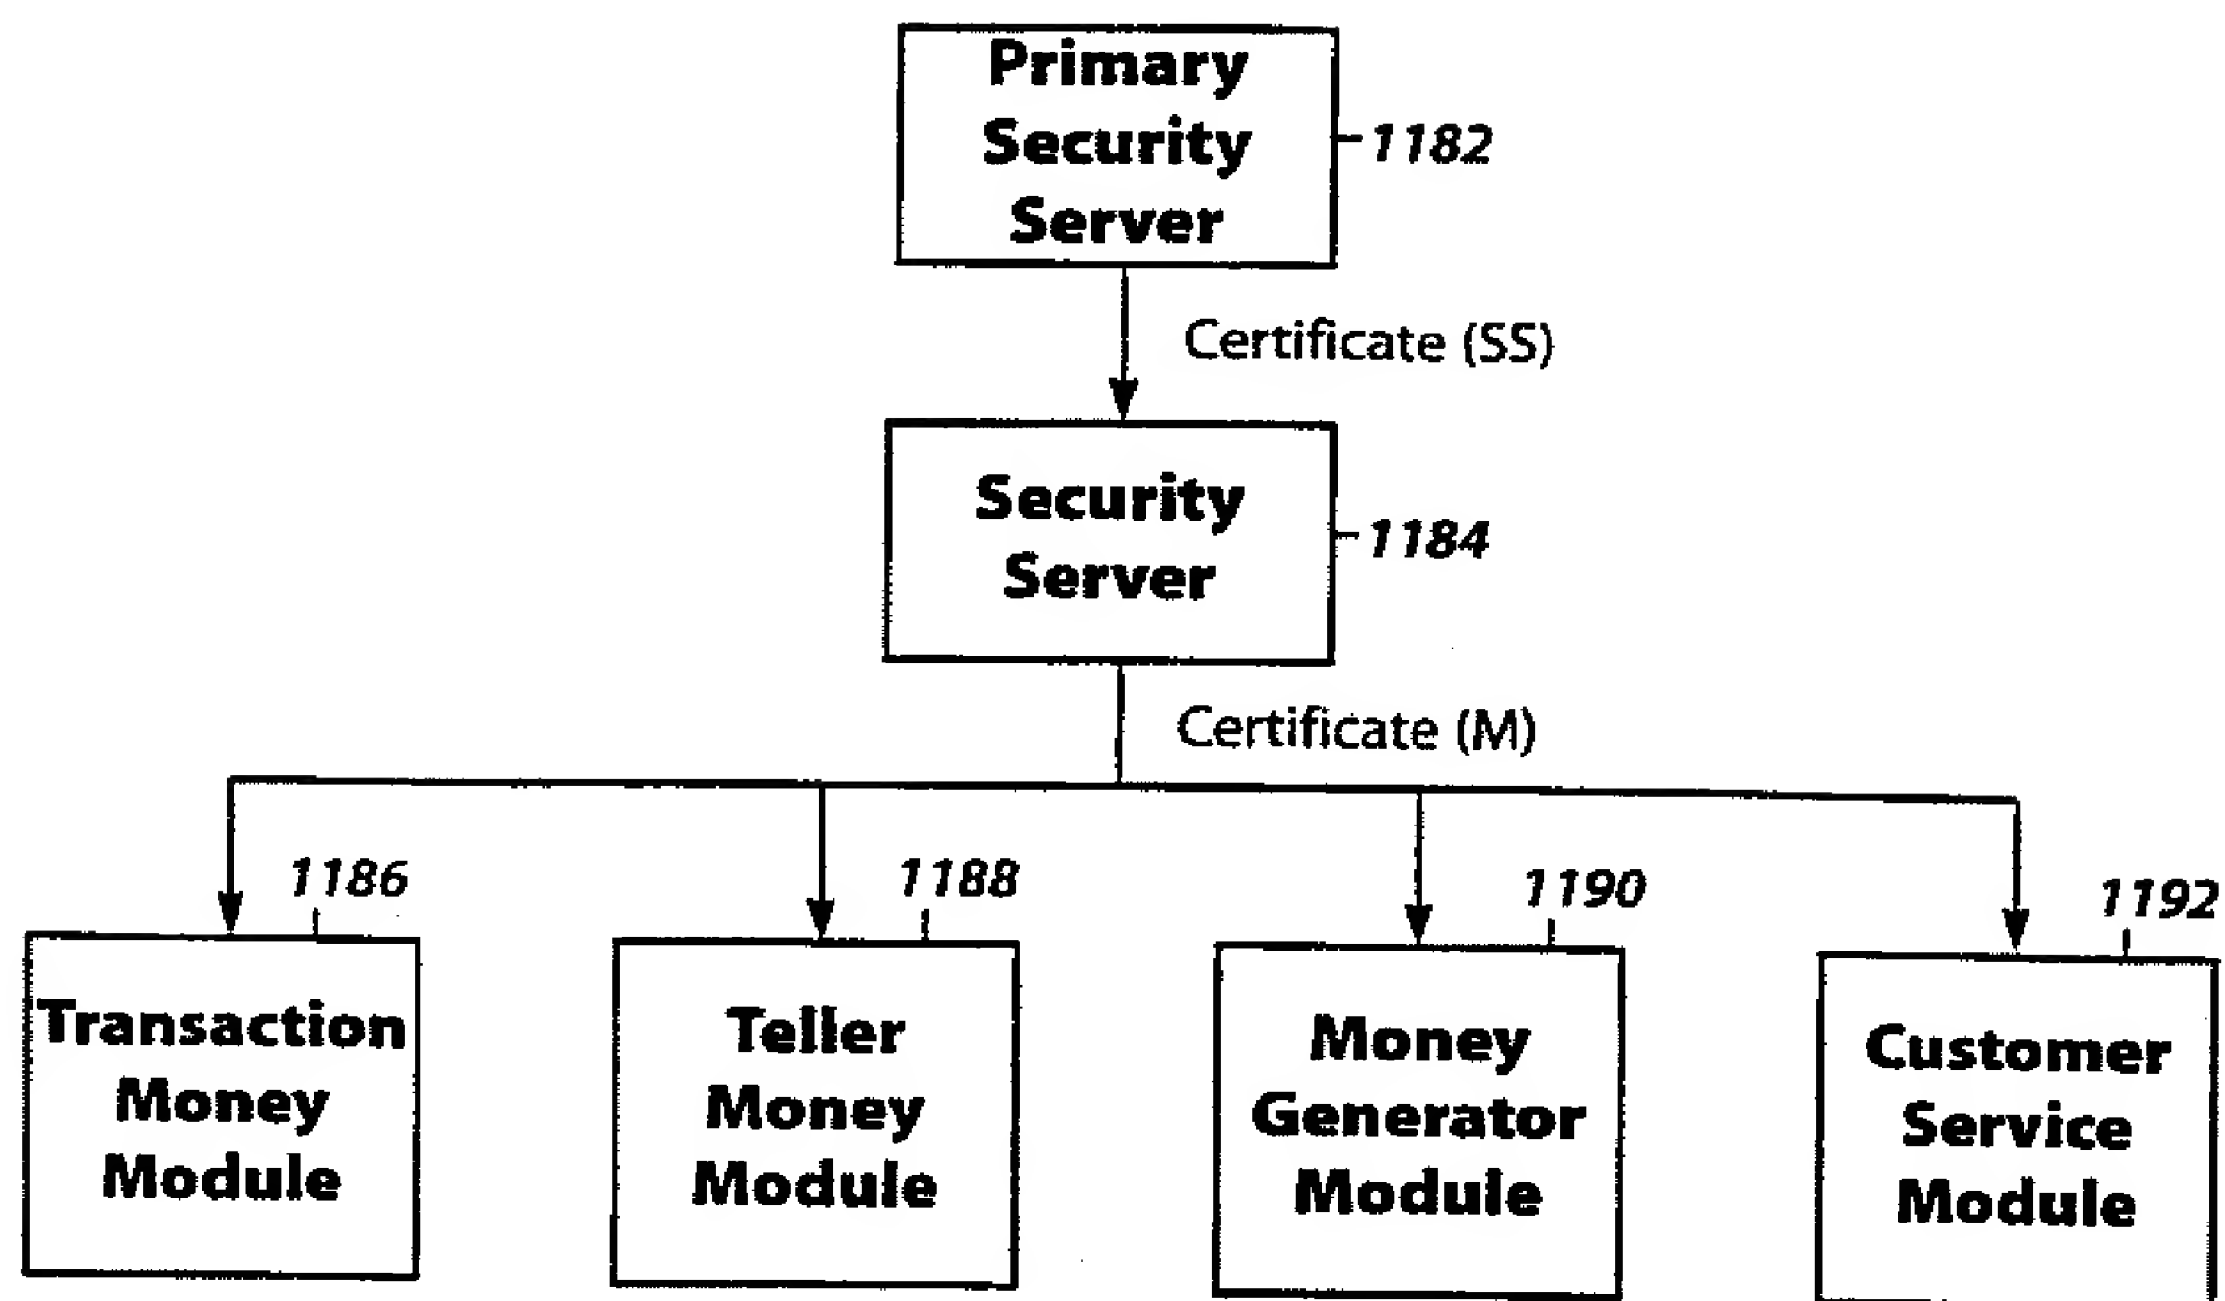 Primary
Security
Server
1182
Certificate (SS)
Security
Server
1184
Certificate (M)
1186
1188
1190
1192
Transaction
Money
Module
Teller
Money
Module
Money
Generator
Module
Customer
Service
Module